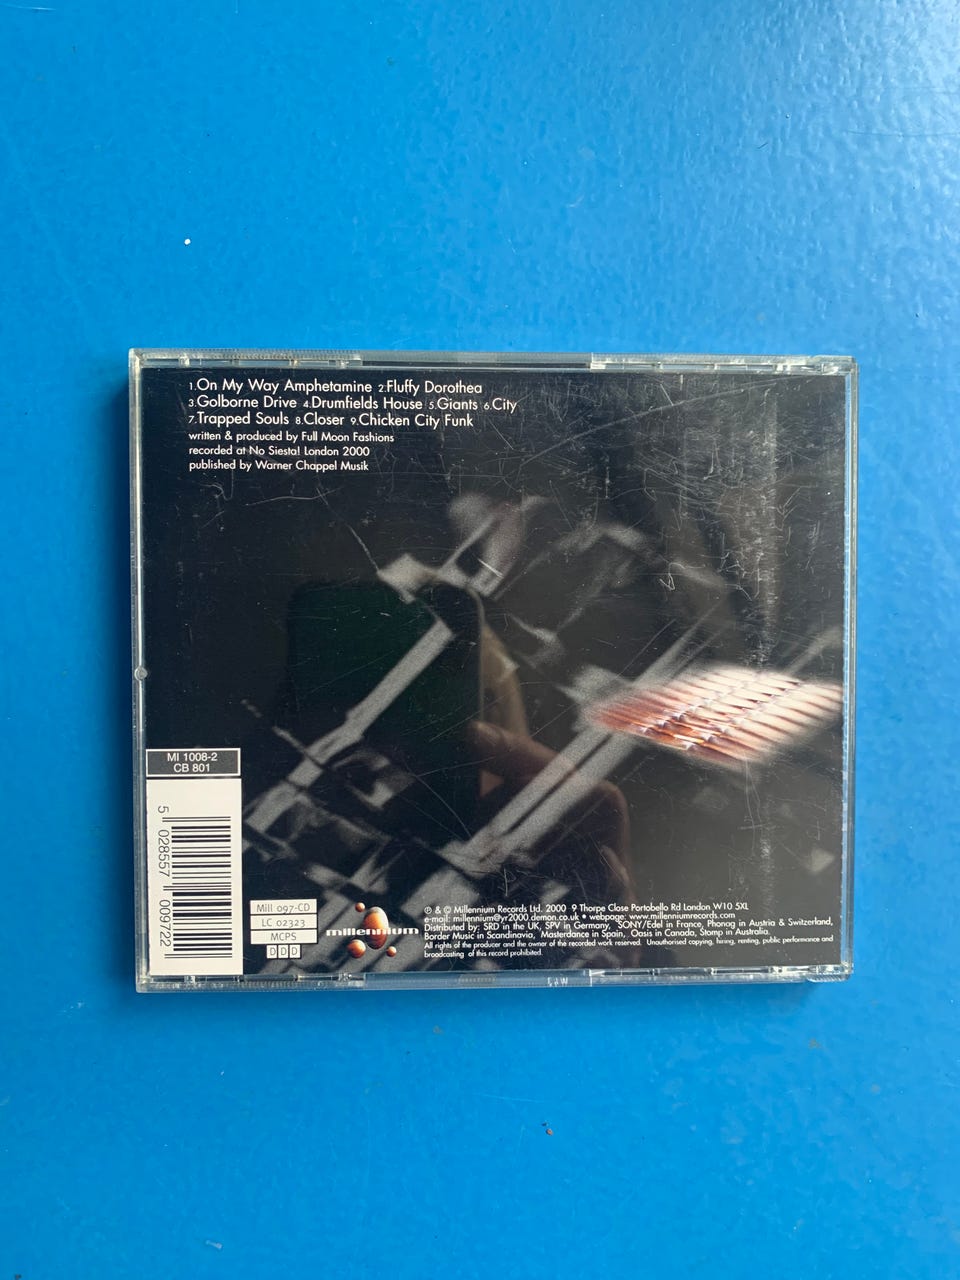 1.On My Way Amphetamine 2.Fluffy Dorothea
3.Golborne Drive 4.Drumfields House 5.Giants 6.City
7.Trapped Souls 8.Closer 9.Chicken City Funk
written & produced by Full Moon Fashions
recorded at No Siesta! London 2000
published by Warner Chappel Musik
MI 1008-2
CB 801
5 028557 009702
Mill 097-CD
LC 02323
MCPS
DDD
millennium
℗ & © Millennium Records Ltd. 2000 9 Thorpe Close Portobello Rd London W10 5XL
e-mail: millennium@yr2000.demon.co.uk • webpage: www.millenniumrecords.com
Distributed by: SRD in the UK, SPV in Germany, SONY/Edel in France, Phonag in Austria & Switzerland,
Border Music in Scandinavia, Masterdance in Spain, Oasis in Canada, Stomp in Australia.
All rights of the producer and the owner of the recorded work reserved. Unauthorised copying, hiring, renting, public performance and
broadcasting of this record prohibited.